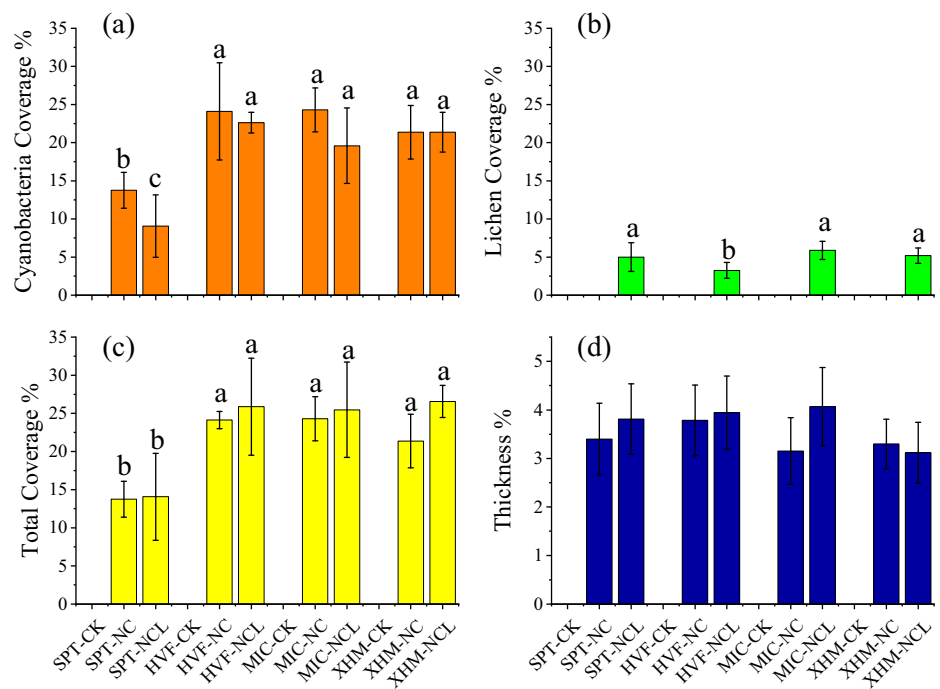 (a)
Cyanobacteria Coverage %
35
30
25
20
15
10
5
0
b
c
a
a
a
a
a
a
(b)
Lichen Coverage %
35
30
25
20
15
10
5
0
a
b
a
a
(c)
Total Coverage %
35
30
25
20
15
10
5
0
b
b
a
a
a
a
a
a
SPT-CK
SPT-NC
SPT-NCL
HVF-CK
HVF-NC
HVF-NCL
MIC-CK
MIC-NC
MIC-NCL
XHM-CK
XHM-NC
XHM-NCL
(d)
Thickness %
5
4
3
2
1
0
SPT-CK
SPT-NC
SPT-NCL
HVF-CK
HVF-NC
HVF-NCL
MIC-CK
MIC-NC
MIC-NCL
XHM-CK
XHM-NC
XHM-NCL